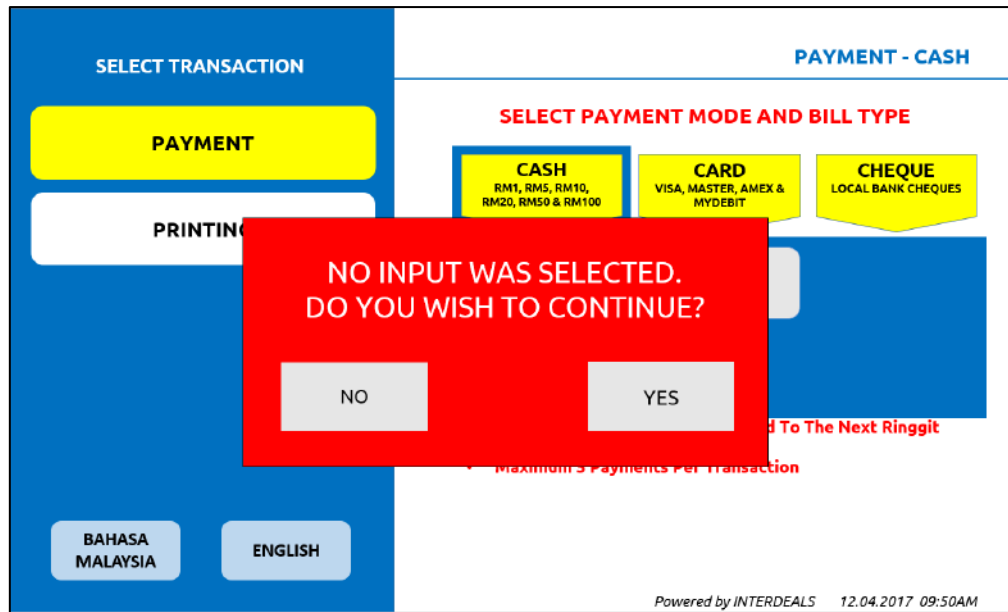 SELECT TRANSACTION
PAYMENT
PRINTING
BAHASA
MALAYSIA
ENGLISH
PAYMENT - CASH
SELECT PAYMENT MODE AND BILL TYPE
CASH
RM1, RM5, RM10,
RM20, RM50 & RM100
CARD
VISA, MASTER, AMEX &
MYDEBIT
CHEQUE
LOCAL BANK CHEQUES
NO INPUT WAS SELECTED.
DO YOU WISH TO CONTINUE?
NO
YES
To The Next Ringgit
Maximum 5 Payments Per Transaction
Powered by INTERDEALS 12.04.2017 09:50AM